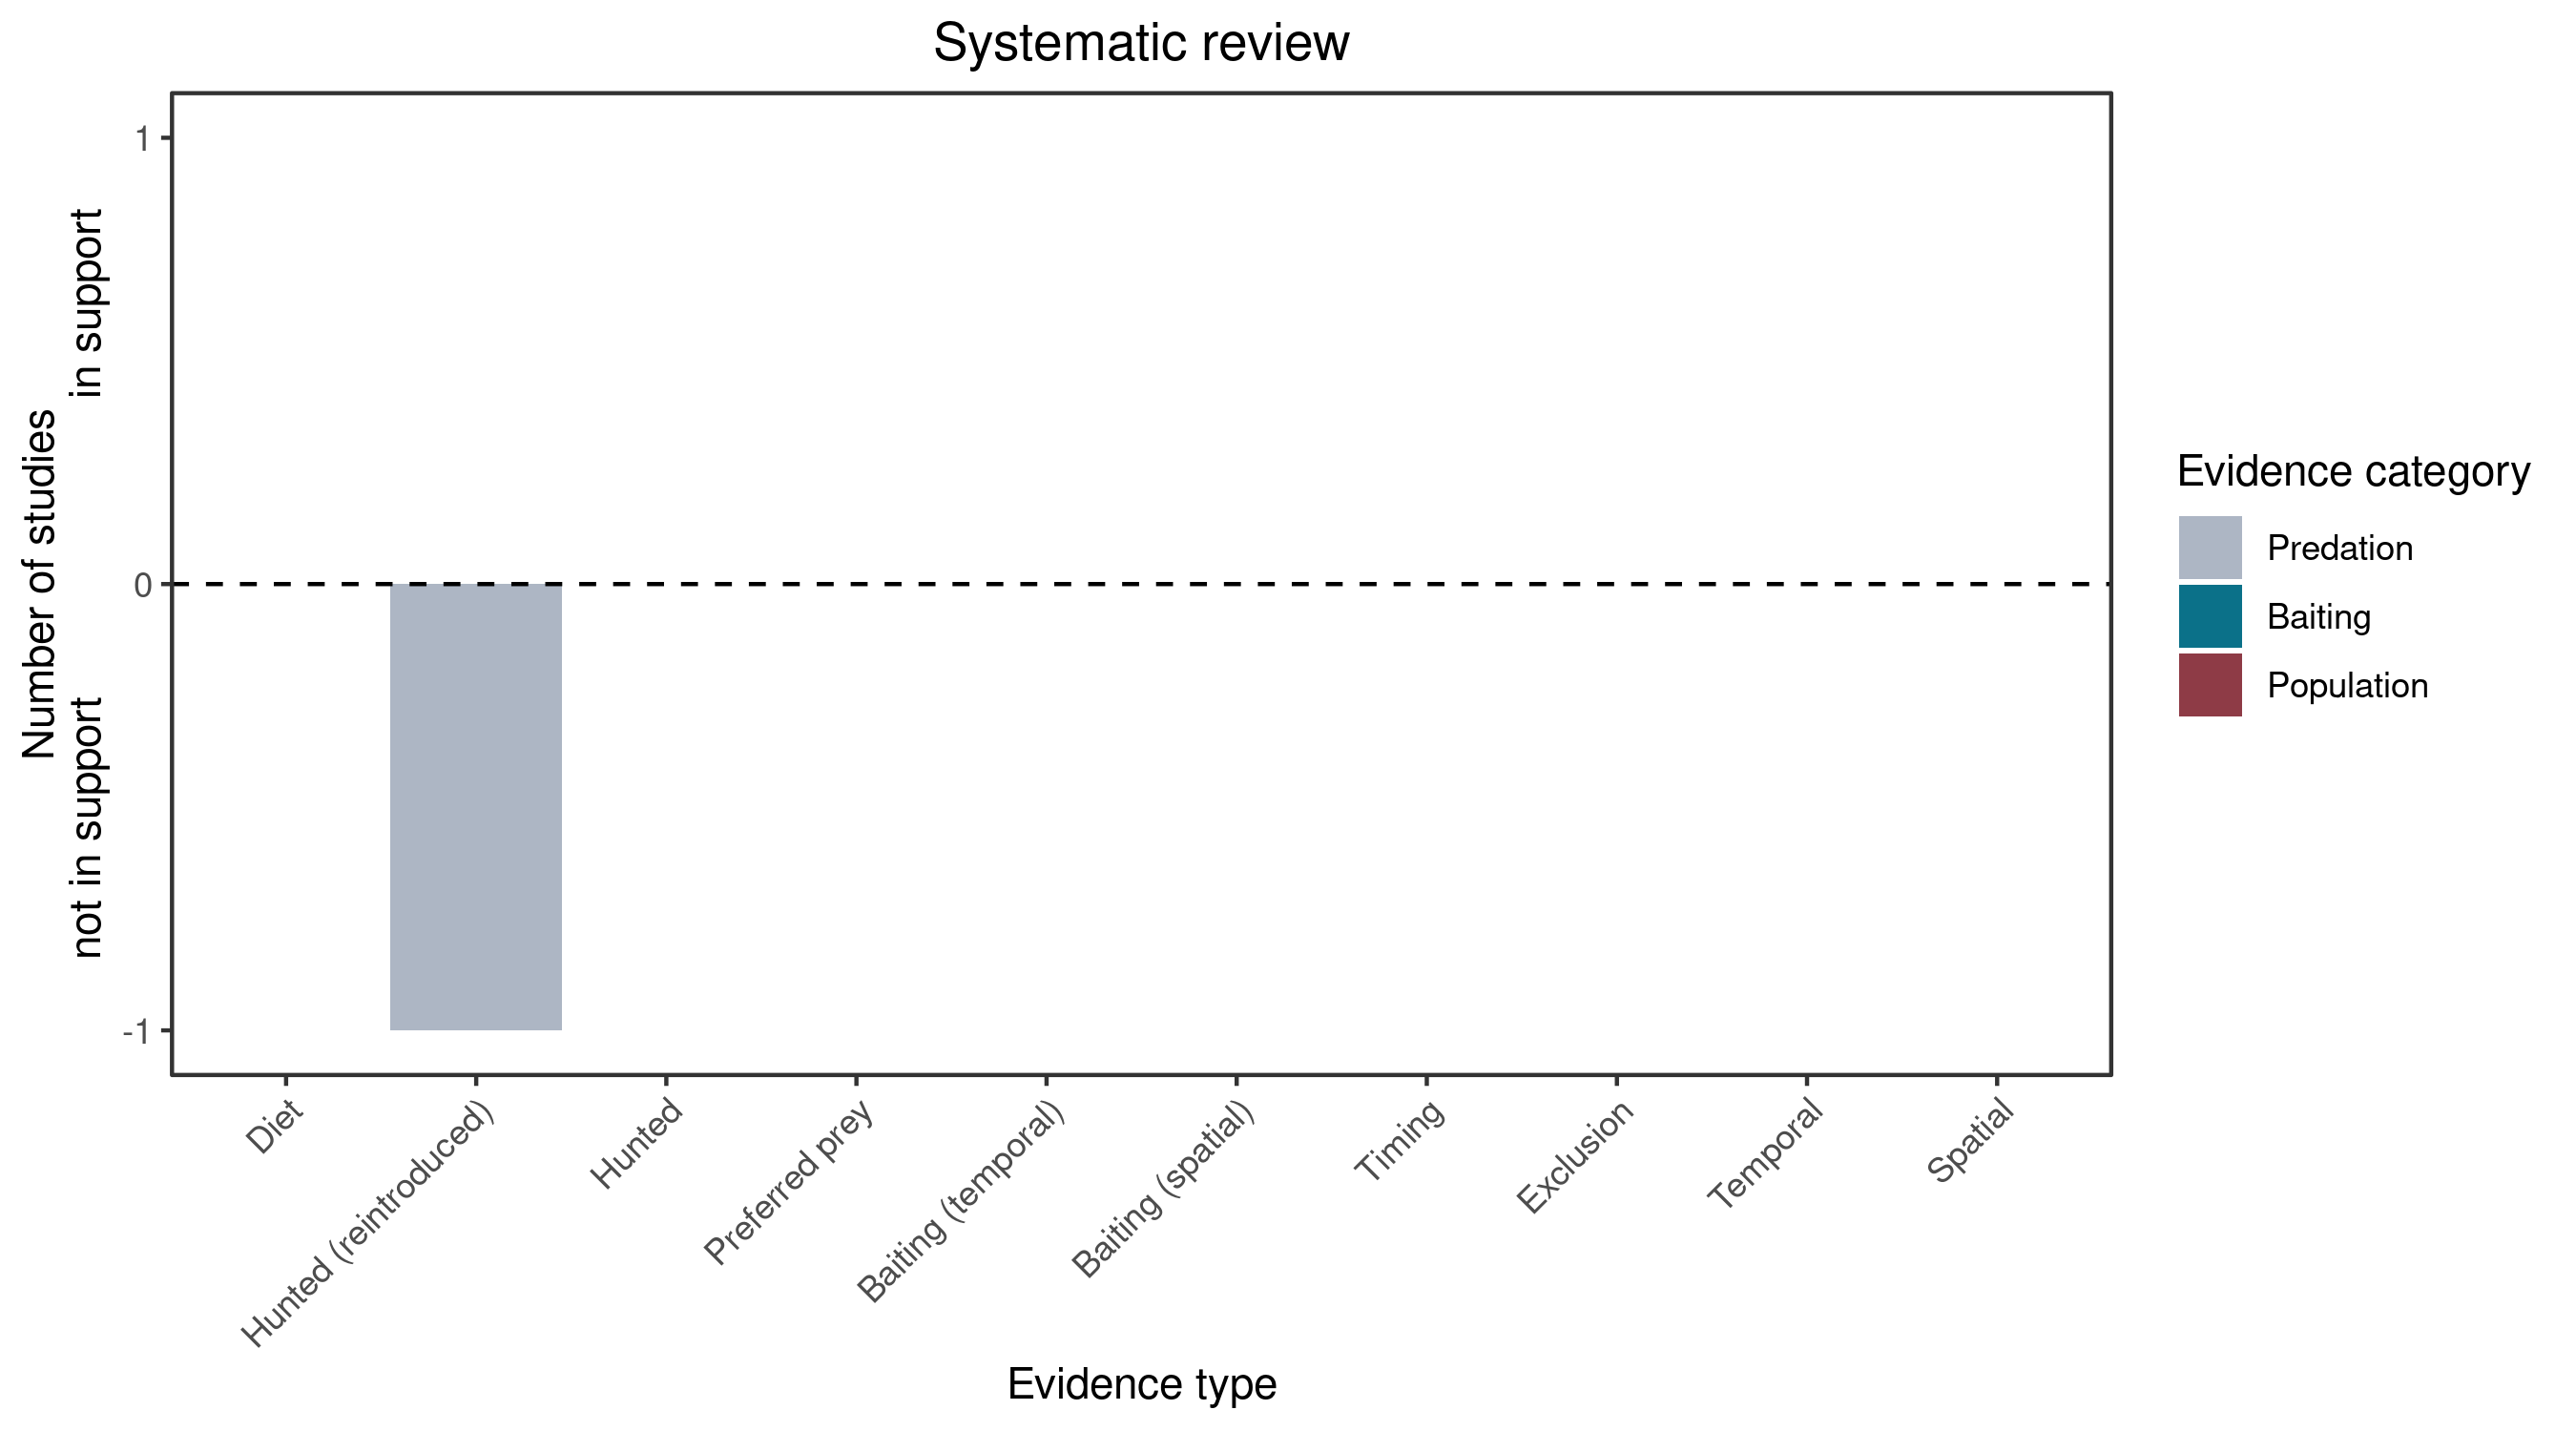 Systematic review
Number of studies
in support
not in support
1
0
-1
Diet
Hunted (reintroduced)
Hunted
Preferred prey
Baiting (temporal)
Baiting (spatial)
Timing
Exclusion
Temporal
Spatial
Evidence type
Evidence category
Predation
Baiting
Population